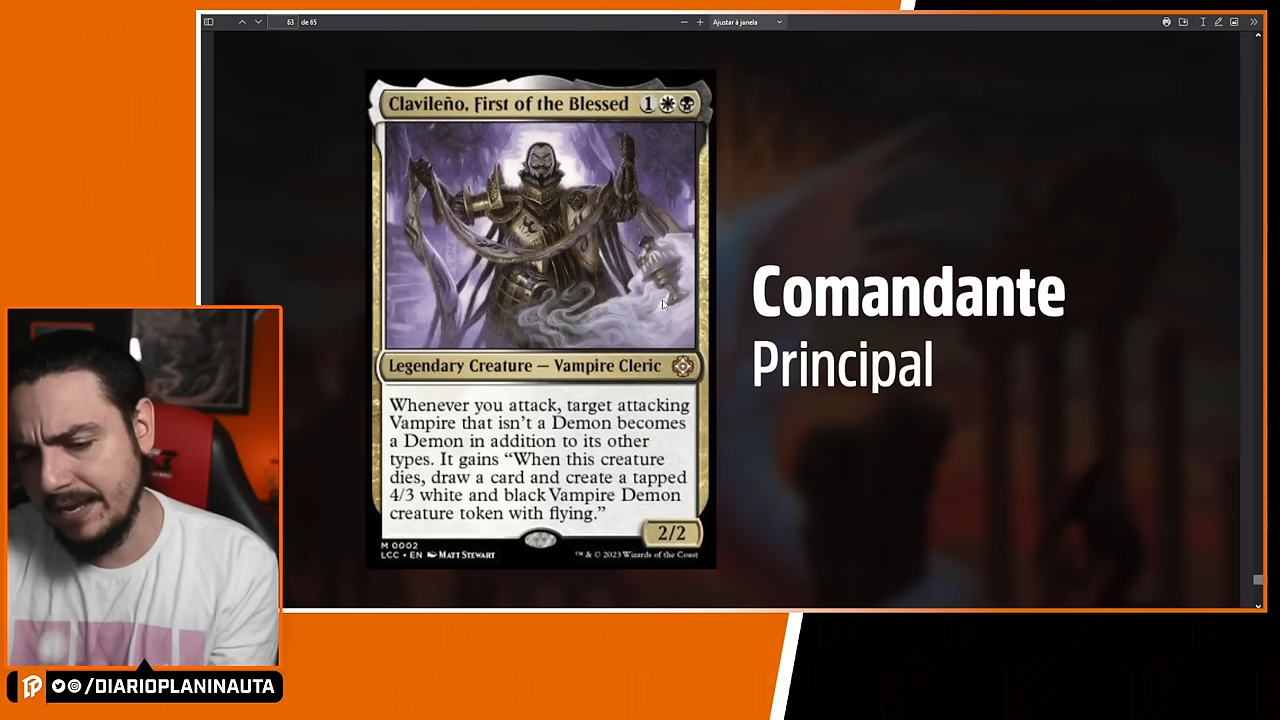 63 de 65
Ajustar à janela
Clavileño, First of the Blessed 1
Legendary Creature — Vampire Cleric
Whenever you attack, target attacking
Vampire that isn't a Demon becomes
a Demon in addition to its other
types. It gains “When this creature
dies, draw a card and create a tapped
4/3 white and black Vampire Demon
creature token with flying.”
2/2
M 0002
LCC • EN MATT STEWART
™ & © 2023 Wizards of the Coast
Comandante
Principal
/DIARIOPLANINAUTA